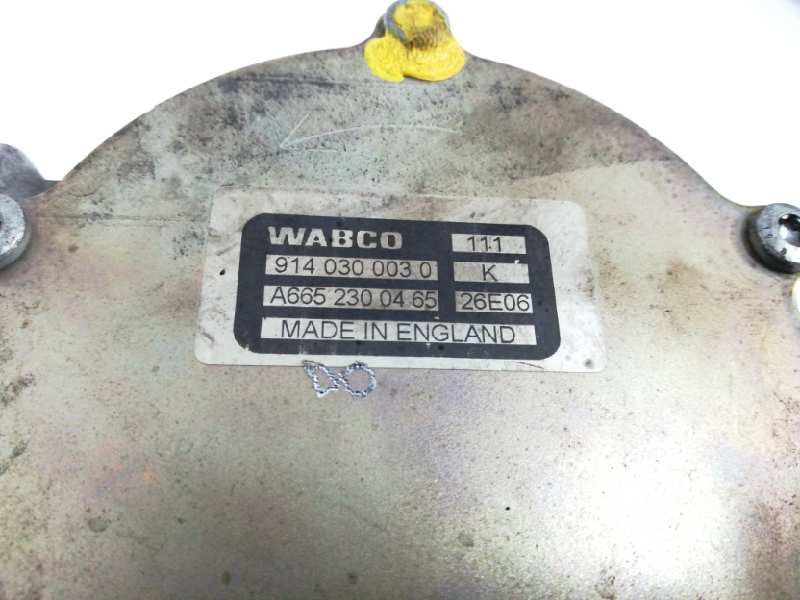 WABCO 111
914 030 003 0 K
A665 230 04 65 26E06
MADE IN ENGLAND